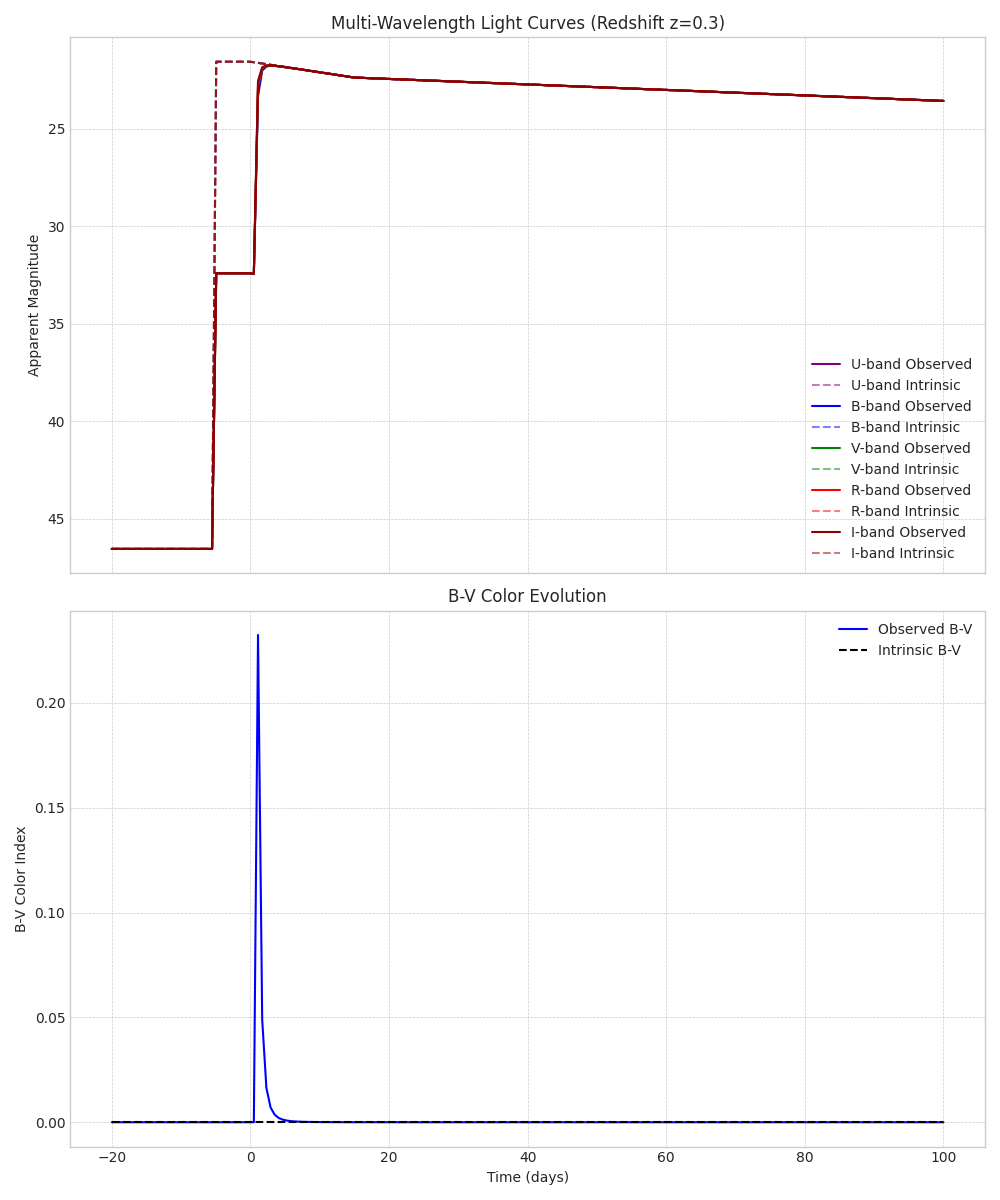 Multi-Wavelength Light Curves (Redshift z=0.3)
Apparent Magnitude
25
30
35
40
45
U-band Observed
U-band Intrinsic
B-band Observed
B-band Intrinsic
V-band Observed
V-band Intrinsic
R-band Observed
R-band Intrinsic
I-band Observed
I-band Intrinsic
B-V Color Evolution
B-V Color Index
0.20
0.15
0.10
0.05
0.00
Observed B-V
Intrinsic B-V
−20 0 20 40 60 80 100
Time (days)